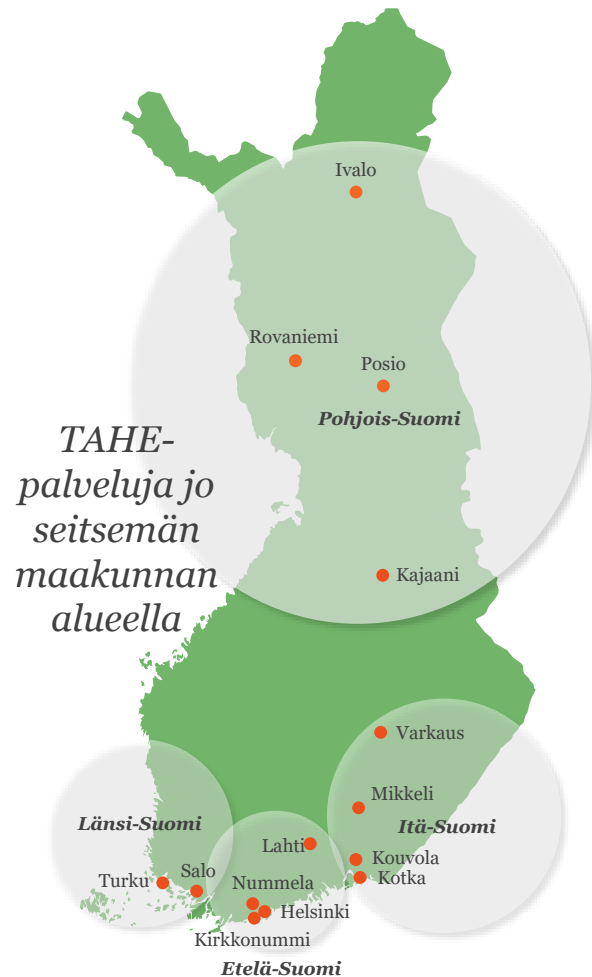 Ivalo
Rovaniemi
Posio
Pohjois-Suomi
TAHE-
palveluja jo
seitsemän
maakunnan
alueella
Kajaani
Varkaus
Mikkeli
Länsi-Suomi
Itä-Suomi
Lahti
Kouvola
Salo
Turku
Kotka
Nummela
Helsinki
Kirkkonummi
Etelä-Suomi